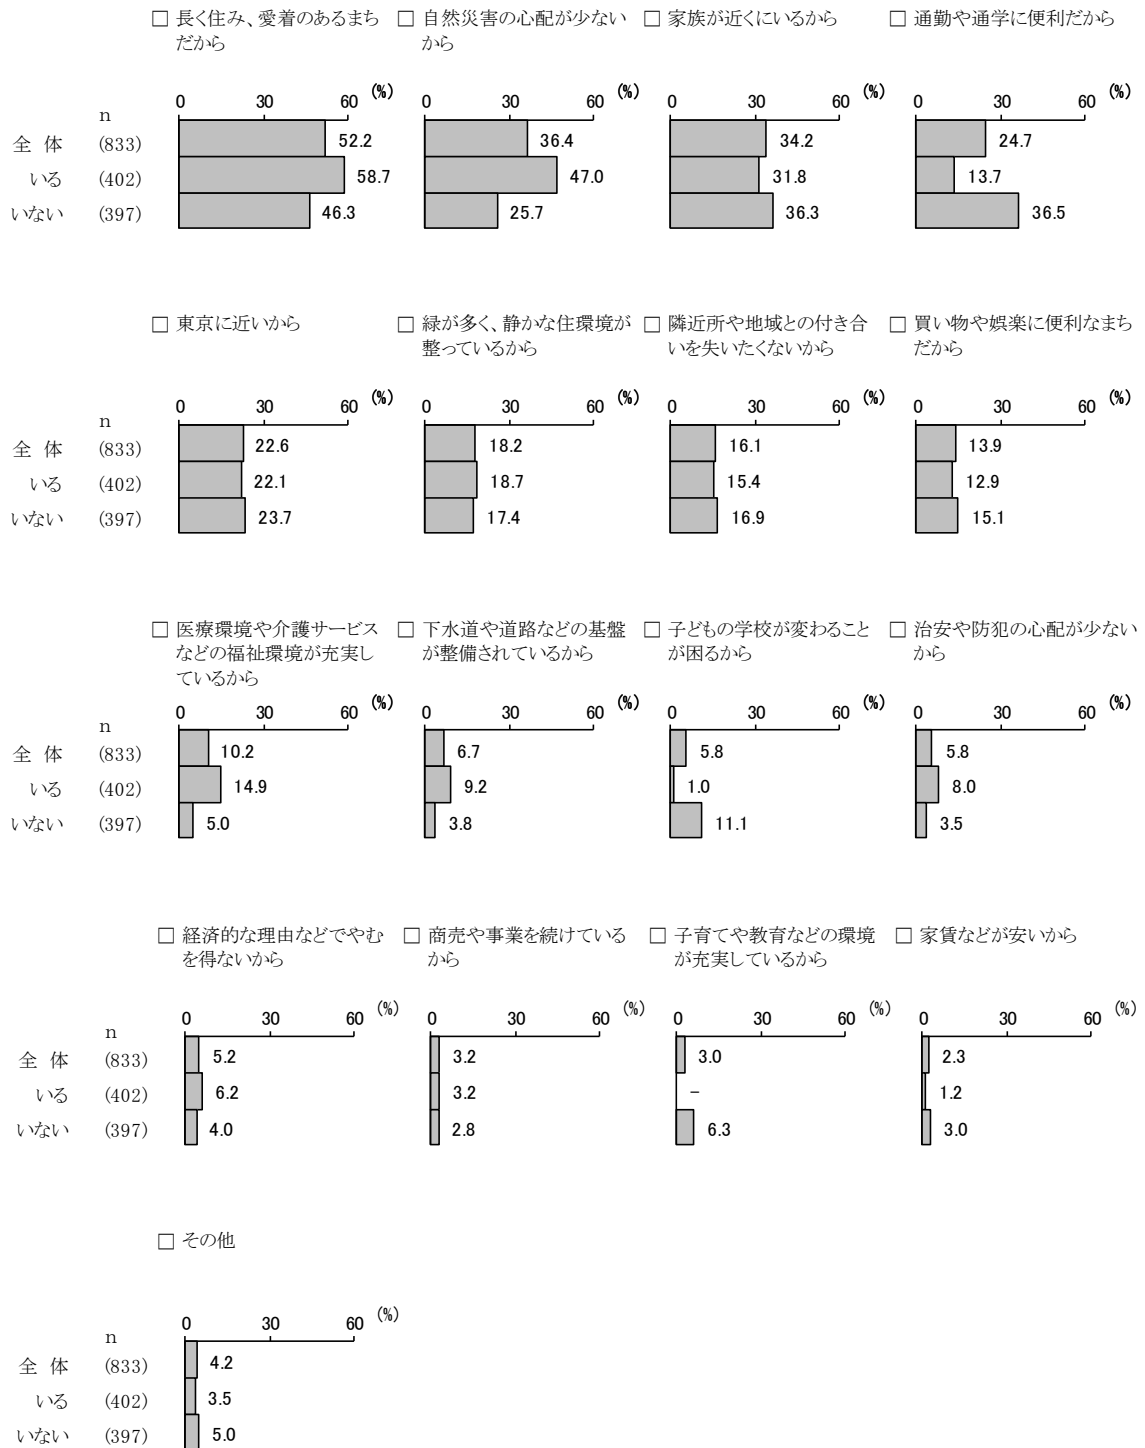 □ 長く住み、愛着のあるまち
だから
□ 自然災害の心配が少ない
から
□ 家族が近くにいるから
□ 通勤や通学に便利だから
0 30 60 (%)
0 30 60 (%)
0 30 60 (%)
0 30 60 (%)
n
全 体 (833) 52.2 36.4 34.2 24.7
いる (402) 58.7 47.0 31.8 13.7
いない (397) 46.3 25.7 36.3 36.5
□ 東京に近いから
□ 緑が多く、静かな住環境が
整っているから
□ 隣近所や地域との付き合
いを失いたくないから
□ 買い物や娯楽に便利なまち
だから
0 30 60 (%)
0 30 60 (%)
0 30 60 (%)
0 30 60 (%)
n
全 体 (833) 22.6 18.2 16.1 13.9
いる (402) 22.1 18.7 15.4 12.9
いない (397) 23.7 17.4 16.9 15.1
□ 医療環境や介護サービス
などの福祉環境が充実し
ているから
□ 下水道や道路などの基盤
が整備されているから
□ 子どもの学校が変わること
が困るから
□ 治安や防犯の心配が少ない
から
0 30 60 (%)
0 30 60 (%)
0 30 60 (%)
0 30 60 (%)
n
全 体 (833) 10.2 6.7 5.8 5.8
いる (402) 14.9 9.2 1.0 8.0
いない (397) 5.0 3.8 11.1 3.5
□ 経済的な理由などでやむ
を得ないから
□ 商売や事業を続けている
から
□ 子育てや教育などの環境
が充実しているから
□ 家賃などが安いから
0 30 60 (%)
0 30 60 (%)
0 30 60 (%)
0 30 60 (%)
n
全 体 (833) 5.2 3.2 3.0 2.3
いる (402) 6.2 3.2 - 1.2
いない (397) 4.0 2.8 6.3 3.0
□ その他
0 30 60 (%)
n
全 体 (833) 4.2
いる (402) 3.5
いない (397) 5.0